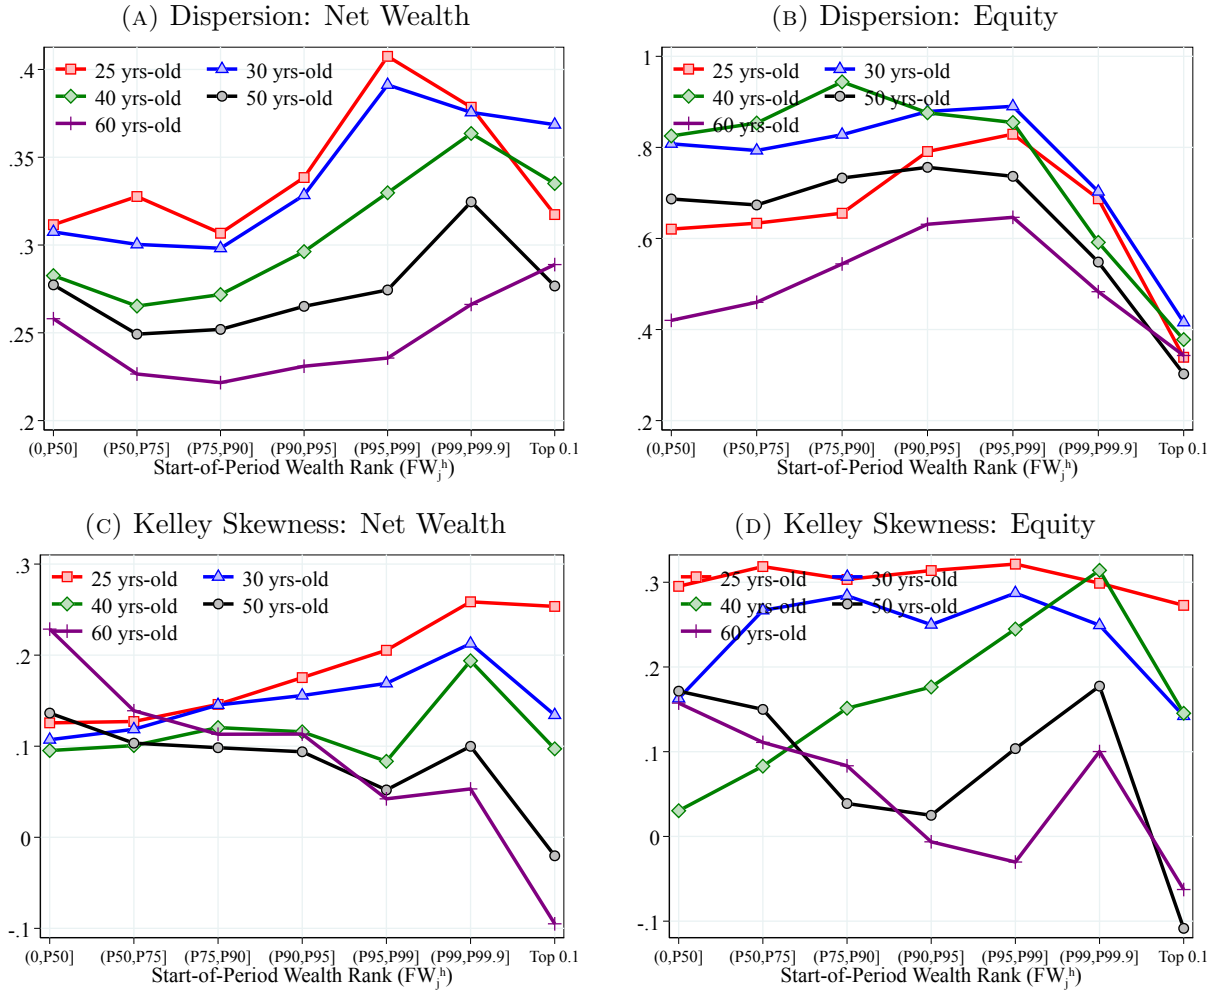 (A) Dispersion: Net Wealth
.4
.35
.3
.25
.2
25 yrs-old
30 yrs-old
40 yrs-old
50 yrs-old
60 yrs-old
(0,P50]
(P50,P75]
(P75,P90]
(P90,P95]
(P95,P99]
(P99,P99.9]
Top 0.1
Start-of-Period Wealth Rank (FW_j^h)
(B) Dispersion: Equity
1
.8
.6
.4
.2
25 yrs-old
30 yrs-old
40 yrs-old
50 yrs-old
60 yrs-old
(0,P50]
(P50,P75]
(P75,P90]
(P90,P95]
(P95,P99]
(P99,P99.9]
Top 0.1
Start-of-Period Wealth Rank (FW_j^h)
(C) Kelley Skewness: Net Wealth
.3
.2
.1
0
-.1
25 yrs-old
30 yrs-old
40 yrs-old
50 yrs-old
60 yrs-old
(0,P50]
(P50,P75]
(P75,P90]
(P90,P95]
(P95,P99]
(P99,P99.9]
Top 0.1
Start-of-Period Wealth Rank (FW_j^h)
(D) Kelley Skewness: Equity
.3
.2
.1
0
-.1
25 yrs-old
30 yrs-old
40 yrs-old
50 yrs-old
60 yrs-old
(0,P50]
(P50,P75]
(P75,P90]
(P90,P95]
(P95,P99]
(P99,P99.9]
Top 0.1
Start-of-Period Wealth Rank (FW_j^h)